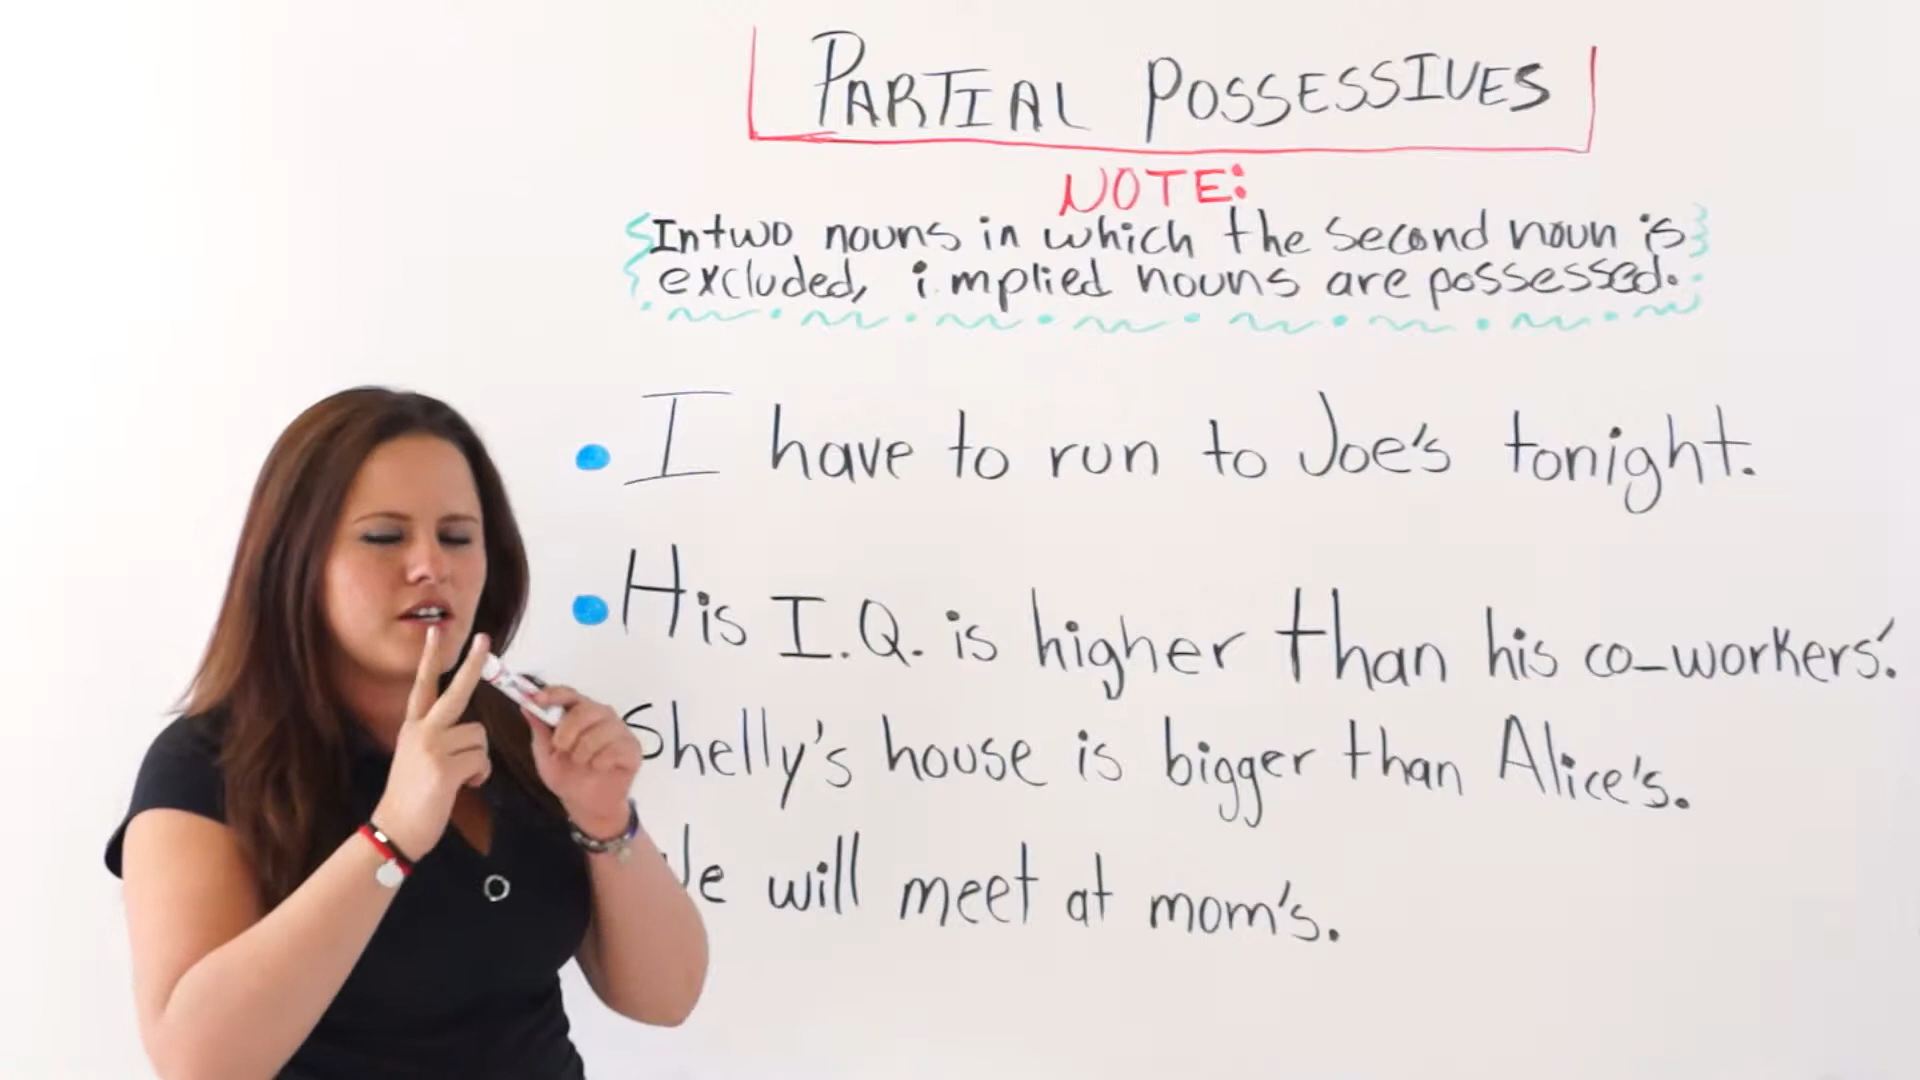 PARTIAL POSSESSIVES
NOTE:
In two nouns in which the second noun is
excluded, implied nouns are possessed.
I have to run to Joe's tonight.
His I.Q. is higher than his co-workers'.
Shelly's house is bigger than Alice's.
will meet at mom's.